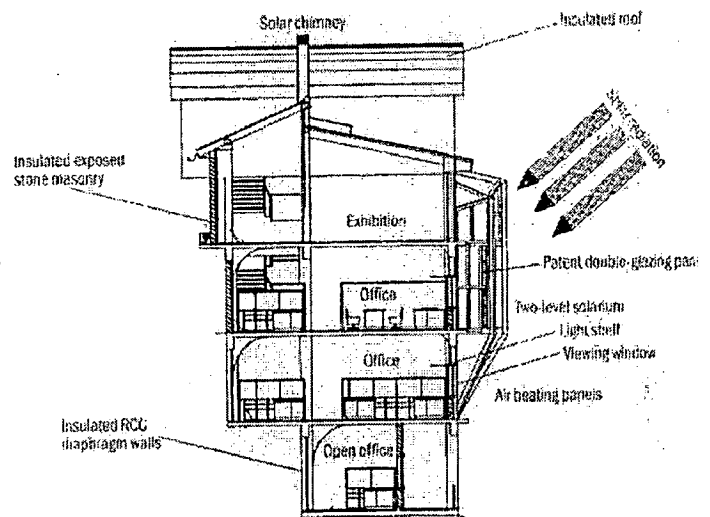 Solar chimney
Insulated roof
Solar radiation
Insulated exposed
stone masonry
Exhibition
Patent double-glazing pan
Office
Two-level solarium
Light shelf
Office
Viewing window
Air heating panels
Insulated RCC
diaphragm walls
Open office